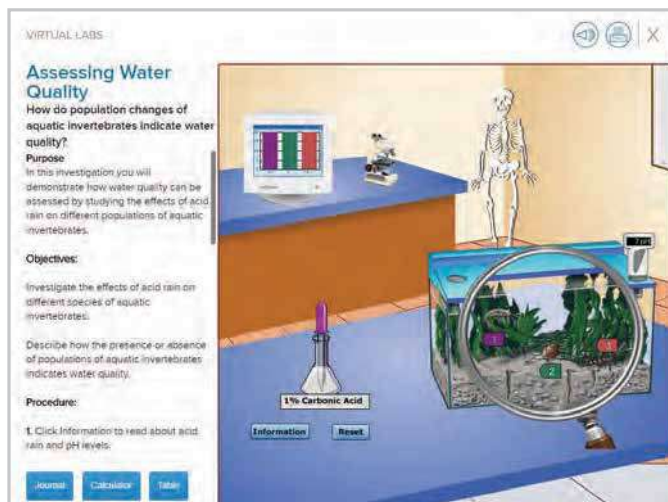 VIRTUAL LABS
X
Assessing Water
Quality
How do population changes of
aquatic invertebrates indicate water
quality?
Purpose
In this investigation you will
demonstrate how water quality can be
assessed by studying the effects of acid
rain on different populations of aquatic
invertebrates.
Objectives:
Investigate the effects of acid rain on
different species of aquatic
invertebrates.
Describe how the presence or absence
of populations of aquatic invertebrates
indicates water quality.
Procedure:
1. Click Information to read about acid
rain and pH levels.
Journal
Calculator
Table
7 pH
1
2
3
1% Carbonic Acid
Information
Reset